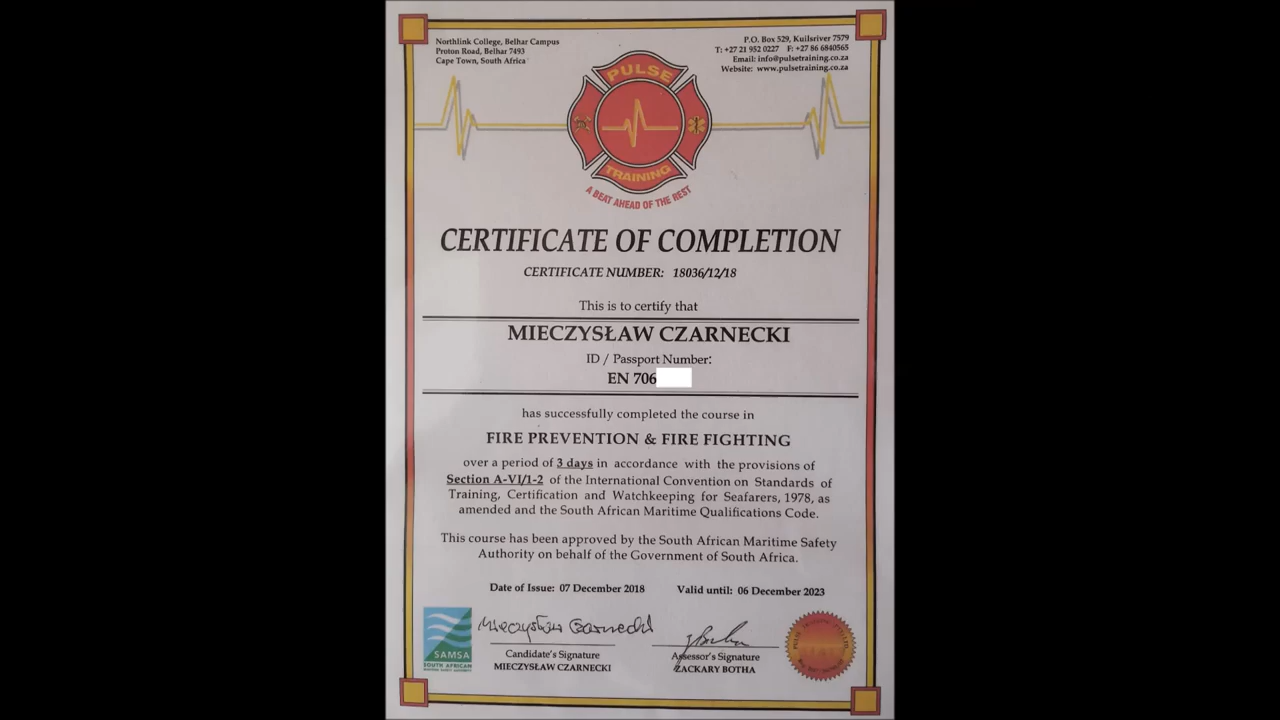 Northlink College, Belhar Campus
Proton Road, Belhar 7493
Cape Town, South Africa
P.O. Box 529, Kuilsriver 7579
T: +27 21 952 0227 F: +27 86 6840565
Email: info@pulsetraining.co.za
Website: www.pulsetraining.co.za
PULSE
TRAINING
A BEAT AHEAD OF THE REST
CERTIFICATE OF COMPLETION
CERTIFICATE NUMBER: 18036/12/18
This is to certify that
MIECZYSŁAW CZARNECKI
ID / Passport Number:
EN 706
has successfully completed the course in
FIRE PREVENTION & FIRE FIGHTING
over a period of 3 days in accordance with the provisions of
Section A-VI/1-2 of the International Convention on Standards of
Training, Certification and Watchkeeping for Seafarers, 1978, as
amended and the South African Maritime Qualifications Code.
This course has been approved by the South African Maritime Safety
Authority on behalf of the Government of South Africa.
Date of Issue: 07 December 2018 Valid until: 06 December 2023
Mieczysław Czarnecki
Candidate's Signature
MIECZYSŁAW CZARNECKI
Assessor's Signature
ZACKARY BOTHA
SAMSA
SOUTH AFRICAN
MARITIME SAFETY AUTHORITY